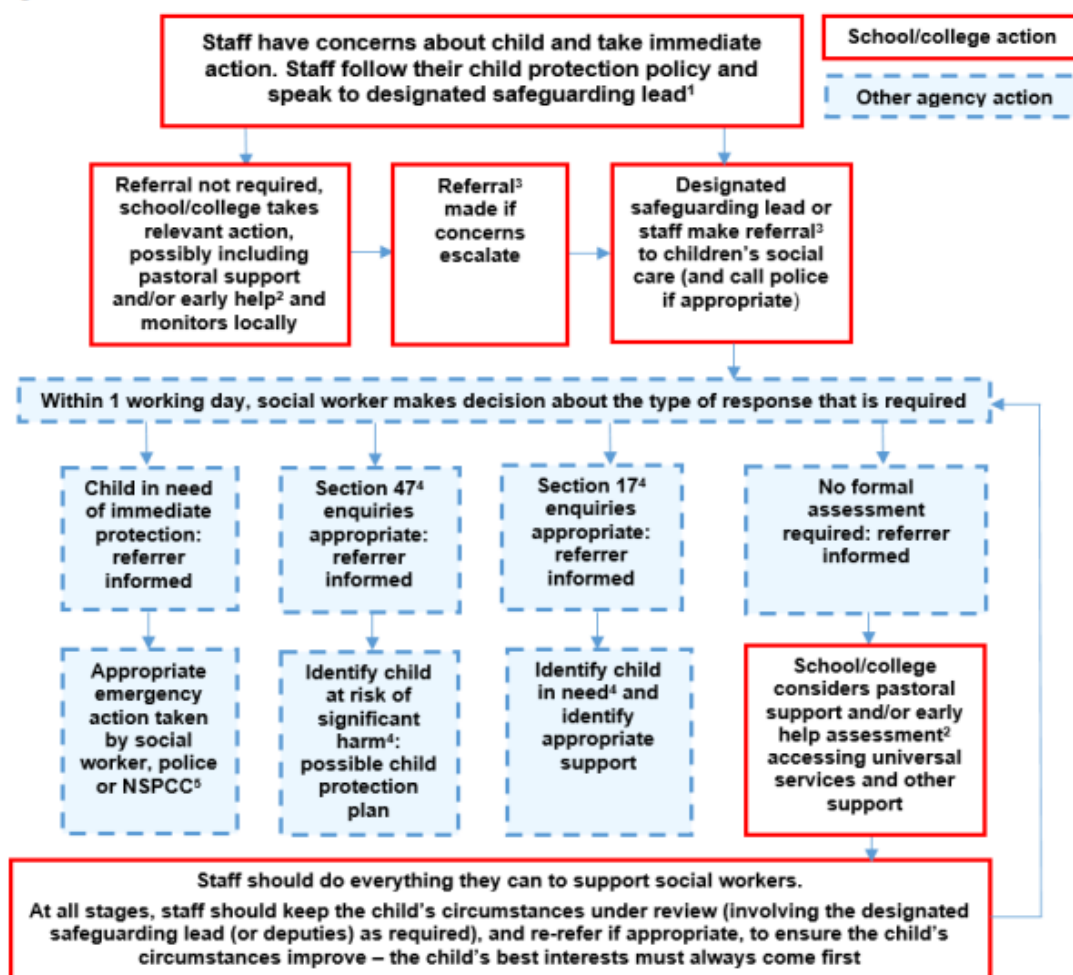 Staff have concerns about child and take immediate
action. Staff follow their child protection policy and
speak to designated safeguarding lead¹
School/college action
Other agency action
Referral not required,
school/college takes
relevant action,
possibly including
pastoral support
and/or early help² and
monitors locally
Referral³
made if
concerns
escalate
Designated
safeguarding lead or
staff make referral³
to children's social
care (and call police
if appropriate)
Within 1 working day, social worker makes decision about the type of response that is required
Child in need
of immediate
protection:
referrer
informed
Section 47⁴
enquiries
appropriate:
referrer
informed
Section 17⁴
enquiries
appropriate:
referrer
informed
No formal
assessment
required: referrer
informed
Appropriate
emergency
action taken
by social
worker, police
or NSPCC⁵
Identify child
at risk of
significant
harm⁴:
possible child
protection
plan
Identify child
in need⁴ and
identify
appropriate
support
School/college
considers pastoral
support and/or early
help assessment²
accessing universal
services and other
support
Staff should do everything they can to support social workers.
At all stages, staff should keep the child's circumstances under review (involving the designated
safeguarding lead (or deputies) as required), and re-refer if appropriate, to ensure the child's
circumstances improve – the child's best interests must always come first